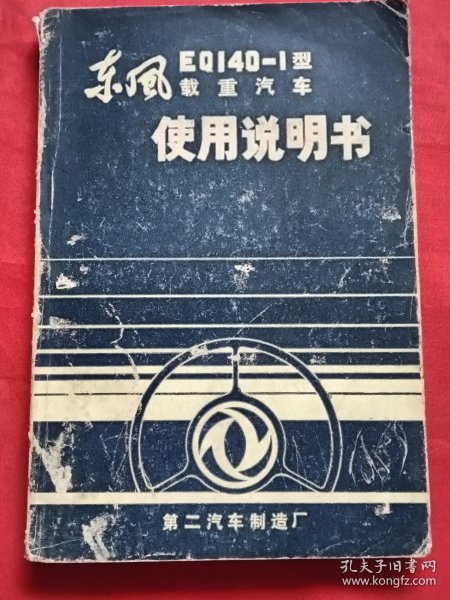 东风 EQ140-1型
载重汽车
使用说明书
第二汽车制造厂
孔夫子旧书网
www.kongfz.com